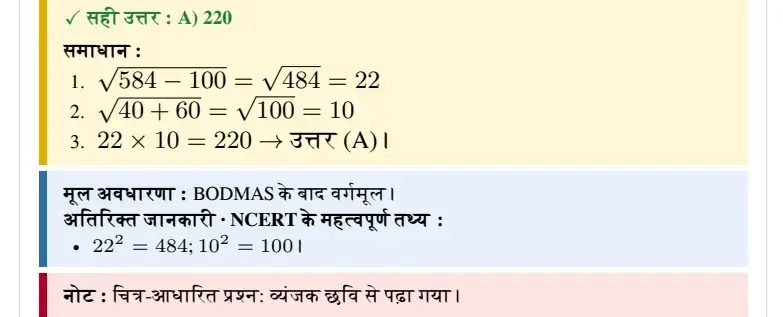 ✓ सही उत्तर : A) 220
समाधान :
1. √584 − 100 = √484 = 22
2. √40 + 60 = √100 = 10
3. 22 × 10 = 220 → उत्तर (A)।
मूल अवधारणा : BODMAS के बाद वर्गमूल।
अतिरिक्त जानकारी · NCERT के महत्वपूर्ण तथ्य :
• 22² = 484; 10² = 100।
नोट : चित्र-आधारित प्रश्न: व्यंजक छवि से पढ़ा गया।